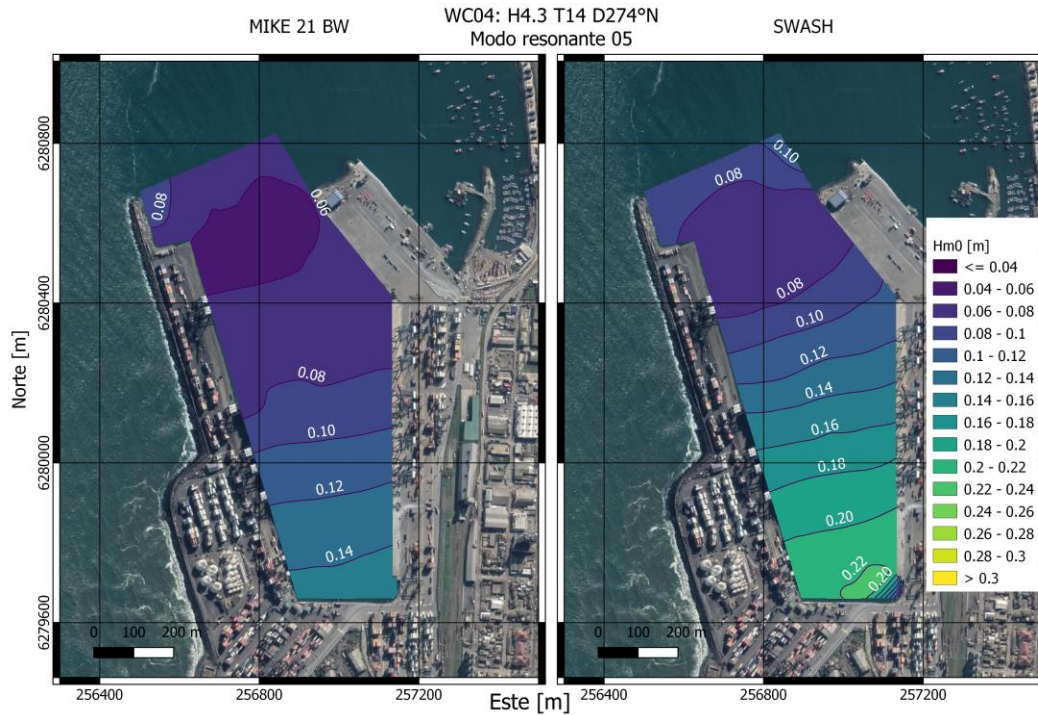 WC04: H4.3 T14 D274°N
MIKE 21 BW
Modo resonante 05
SWASH
Norte [m]
6280800
6280400
6280000
6279600
0.08
0.06
0.08
0.10
0.12
0.14
0 100 200 m
256400
256800
257200
0.10
0.08
0.08
0.10
0.12
0.14
0.16
0.18
0.20
0.22
0.20
0 100 200 m
256400
256800
257200
Este [m]
Hm0 [m]
<= 0.04
0.04 - 0.06
0.06 - 0.08
0.08 - 0.1
0.1 - 0.12
0.12 - 0.14
0.14 - 0.16
0.16 - 0.18
0.18 - 0.2
0.2 - 0.22
0.22 - 0.24
0.24 - 0.26
0.26 - 0.28
0.28 - 0.3
> 0.3